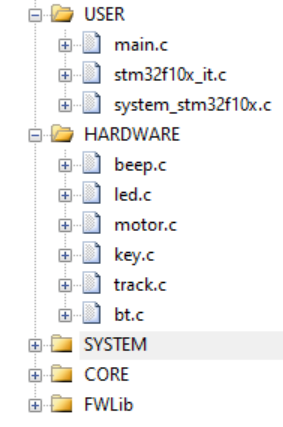 USER
main.c
stm32f10x_it.c
system_stm32f10x.c
HARDWARE
beep.c
led.c
motor.c
key.c
track.c
bt.c
SYSTEM
CORE
FWLib